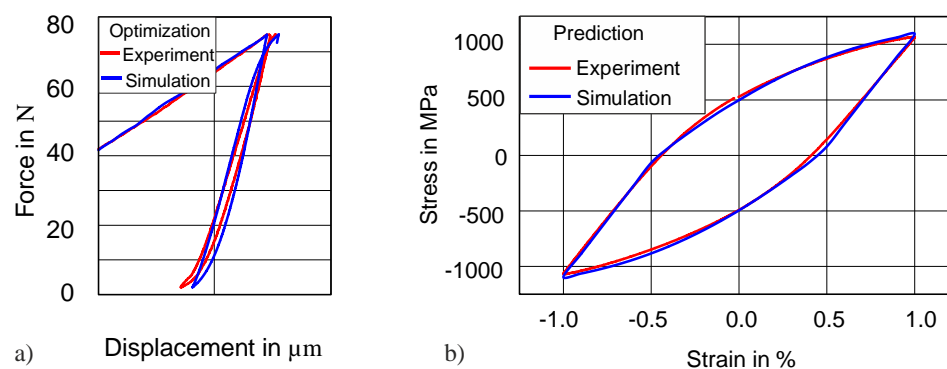 80
60
40
20
0
Force in N
Optimization
Experiment
Simulation
Displacement in µm
a)
1000
500
0
-500
-1000
Stress in MPa
Prediction
Experiment
Simulation
-1.0 -0.5 0.0 0.5 1.0
Strain in %
b)